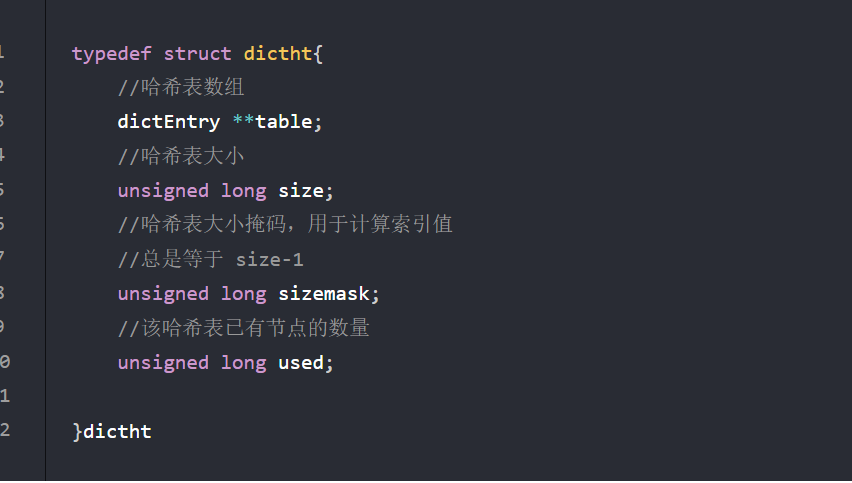 1 typedef struct dictht{
2 //哈希表数组
3 dictEntry **table;
4 //哈希表大小
5 unsigned long size;
6 //哈希表大小掩码，用于计算索引值
7 //总是等于 size-1
8 unsigned long sizemask;
9 //该哈希表已有节点的数量
0 unsigned long used;
1
2 }dictht